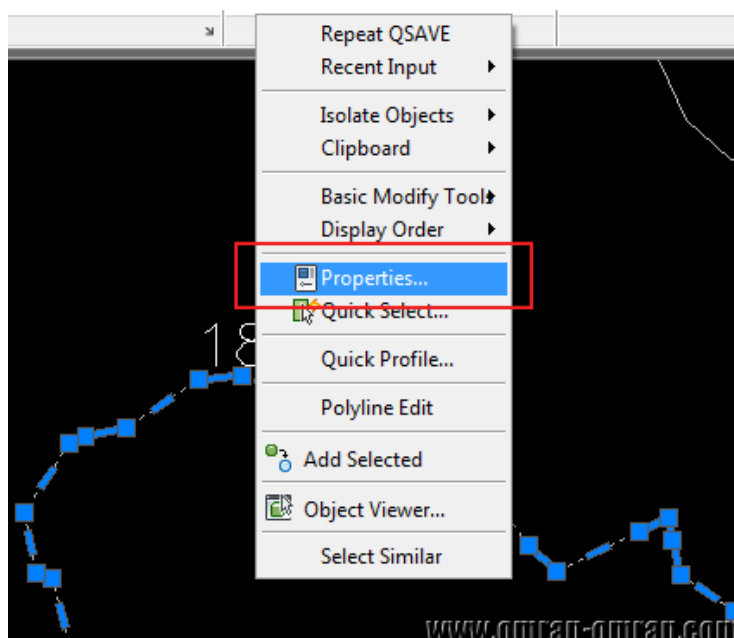 Repeat QSAVE
Recent Input
Isolate Objects
Clipboard
Basic Modify Tools
Display Order
Properties...
Quick Select...
18
Quick Profile...
Polyline Edit
Add Selected
Object Viewer...
Select Similar
www.omran-omran.com